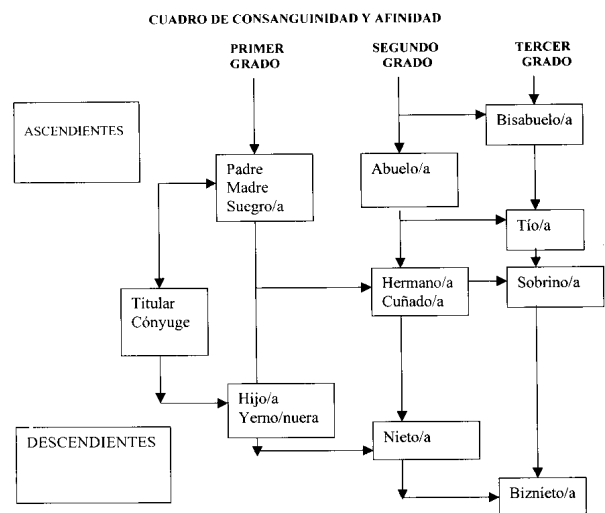 CUADRO DE CONSANGUINIDAD Y AFINIDAD
PRIMER
GRADO
SEGUNDO
GRADO
TERCER
GRADO
ASCENDIENTES
Bisabuelo/a
Padre
Madre
Suegro/a
Abuelo/a
Tío/a
Titular
Cónyuge
Hermano/a
Cuñado/a
Sobrino/a
Hijo/a
Yerno/nuera
DESCENDIENTES
Nieto/a
Biznieto/a